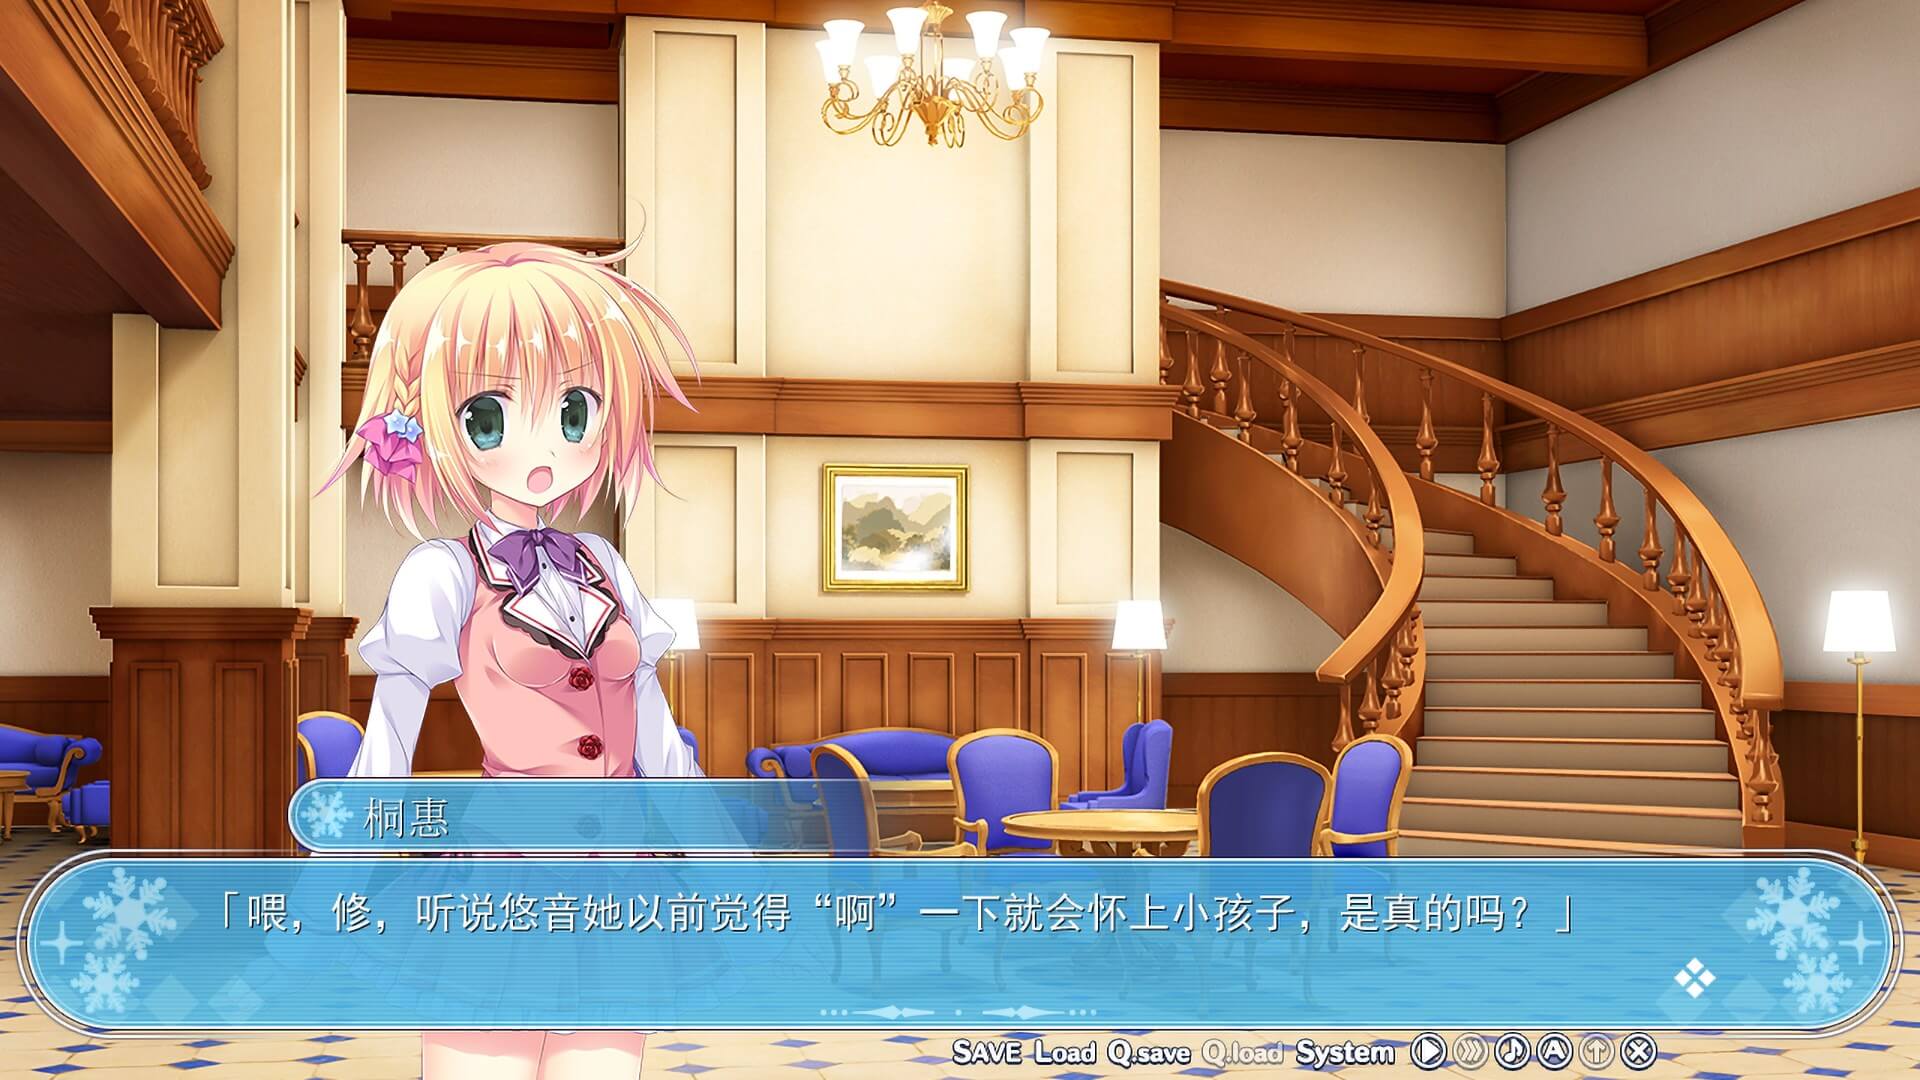 桐惠
「喂，修，听说悠音她以前觉得“啊”一下就会怀上小孩子，是真的吗？」
SAVE Load Q.save Q.load System